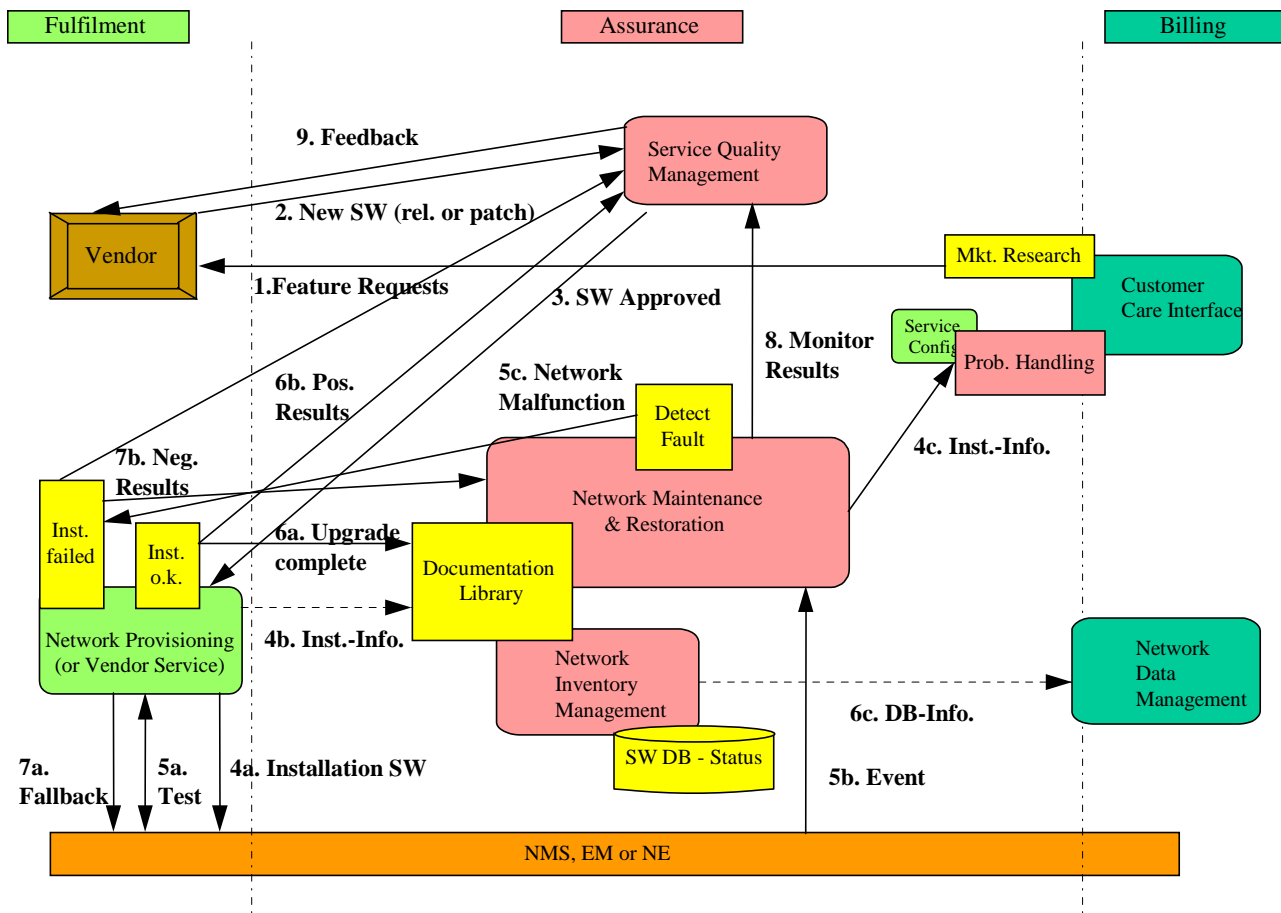 Fulfilment
Assurance
Billing
9. Feedback
Service Quality
Management
2. New SW (rel. or patch)
Vendor
Mkt. Research
1.Feature Requests
3. SW Approved
Customer
Care Interface
Service
Config
8. Monitor
Results
Prob. Handling
6b. Pos.
Results
5c. Network
Malfunction
Detect
Fault
4c. Inst.-Info.
7b. Neg.
Results
Network Maintenance
& Restoration
Inst.
failed
Inst.
o.k.
6a. Upgrade
complete
Documentation
Library
Network Provisioning
(or Vendor Service)
4b. Inst.-Info.
Network
Inventory
Management
Network
Data
Management
6c. DB-Info.
SW DB - Status
7a.
Fallback
5a.
Test
4a. Installation SW
5b. Event
NMS, EM or NE